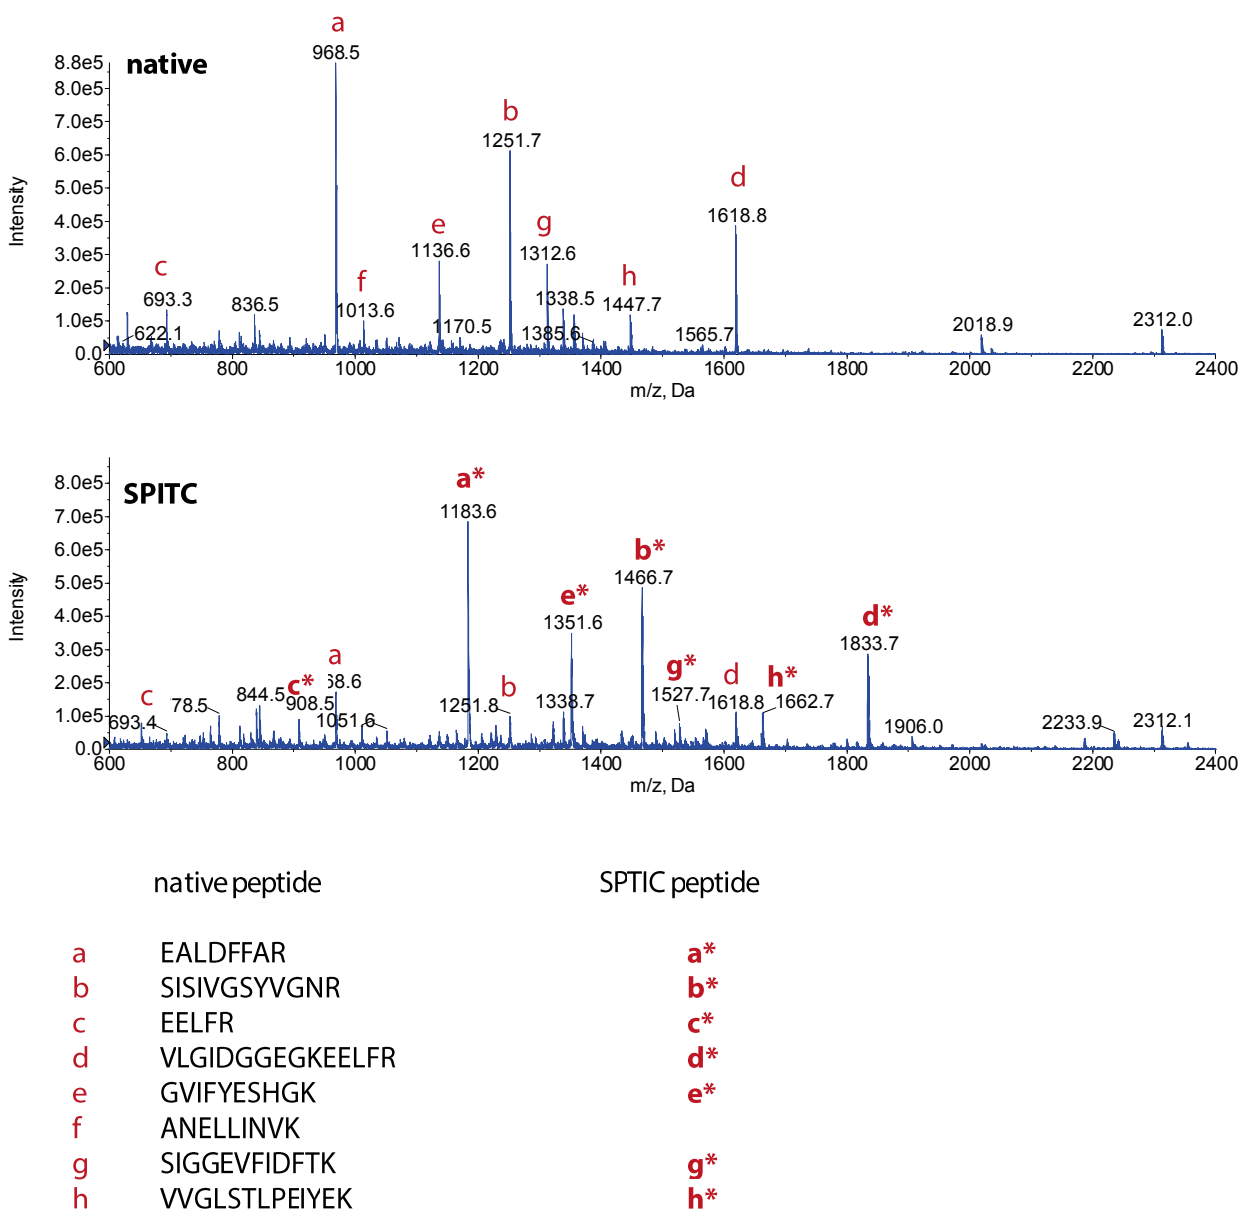 a
968.5
native
8.8e5
8.0e5
7.0e5
6.0e5
5.0e5
4.0e5
3.0e5
2.0e5
1.0e5
0.0
Intensity
b
1251.7
d
1618.8
e
1136.6
g
1312.6
c
693.3
f
1013.6
h
1447.7
836.5
1338.5
622.1
1170.5
1385.6
1565.7
2018.9
2312.0
600 800 1000 1200 1400 1600 1800 2000 2200 2400
m/z, Da
SPITC
8.0e5
7.0e5
6.0e5
5.0e5
4.0e5
3.0e5
2.0e5
1.0e5
0.0
Intensity
a*
1183.6
b*
1466.7
e*
1351.6
d*
1833.7
a
68.6
g*
1527.7
d
1618.8
h*
1662.7
c
693.4
78.5
844.5
c*
908.5
1051.6
1251.8
b
1338.7
1906.0
2233.9
2312.1
600 800 1000 1200 1400 1600 1800 2000 2200 2400
m/z, Da
native peptide SPTIC peptide
a EALDFFAR a*
b SISIVGSYVGNR b*
c EELFR c*
d VLGIDGGEGKEELFR d*
e GVIFYESHGK e*
f ANELLINVK
g SIGGEVFIDFTK g*
h VVGLSTLPEIYEK h*